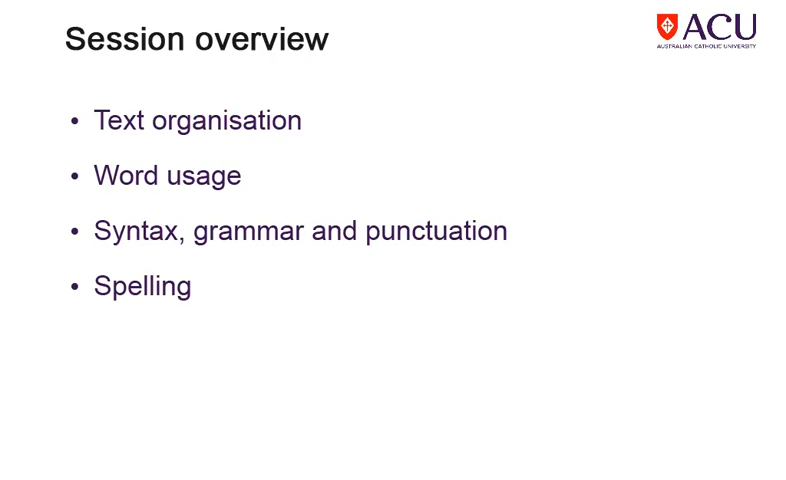 Session overview
ACU
AUSTRALIAN CATHOLIC UNIVERSITY
• Text organisation
• Word usage
• Syntax, grammar and punctuation
• Spelling